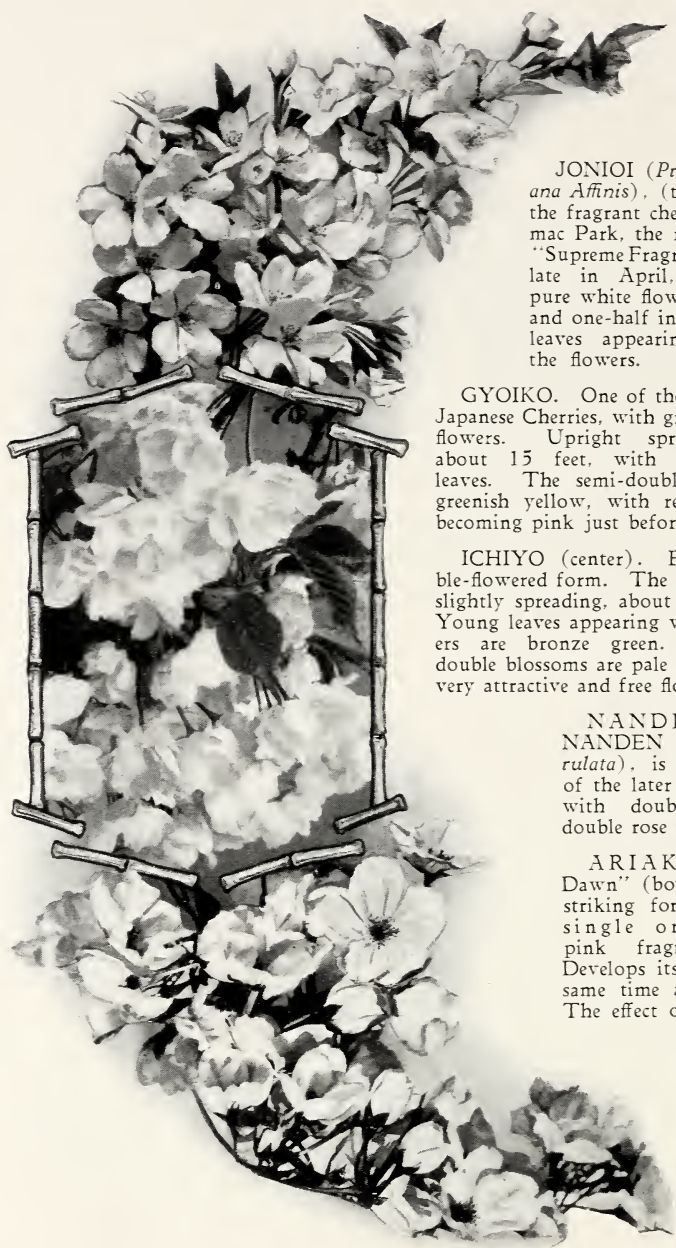 JONIOI (Pr
ana Affinis), (t
the fragrant che
mac Park, the
"Supreme Fragr
late in April,
pure white flow
and one-half in
leaves appearin
the flowers.
GYOIKO. One of the
Japanese Cherries, with g
flowers. Upright spr
about 15 feet, with
leaves. The semi-doubl
greenish yellow, with re
becoming pink just befor
ICHIYO (center). E
ble-flowered form. The
slightly spreading, about
Young leaves appearing
ers are bronze green.
double blossoms are pale
very attractive and free flo
NANDE
NANDEN
rulata), is
of the later
with doub
double rose
ARIAK
Dawn" (bo
striking for
single or
pink fragr
Develops its
same time a
The effect o